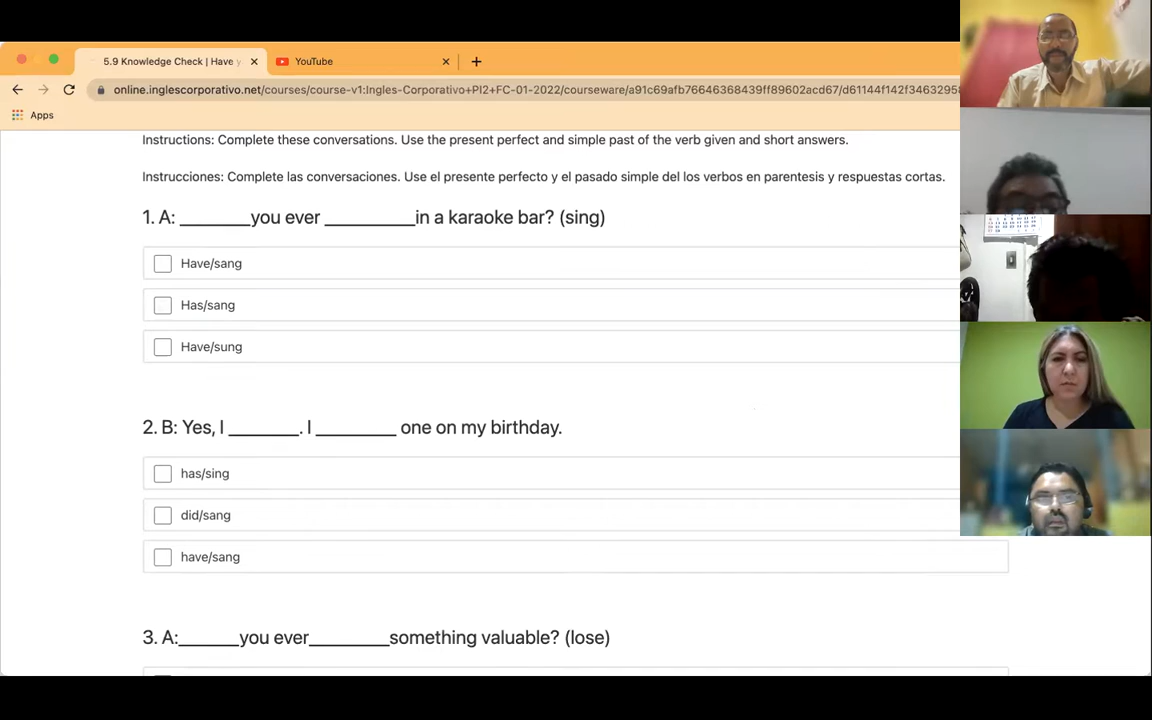 5.9 Knowledge Check | Have y
YouTube
online.inglescorporativo.net/courses/course-v1:Ingles-Corporativo+PI2+FC-01-2022/courseware/a91c69afb76646368439ff89602acd67/d61144f142f34632958
Apps
Instructions: Complete these conversations. Use the present perfect and simple past of the verb given and short answers.
Instrucciones: Complete las conversaciones. Use el presente perfecto y el pasado simple del los verbos en parentesis y respuestas cortas.
1. A: ________you ever __________in a karaoke bar? (sing)
Have/sang
Has/sang
Have/sung
2. B: Yes, I ________. I _________ one on my birthday.
has/sing
did/sang
have/sang
3. A:_______you ever_________something valuable? (lose)